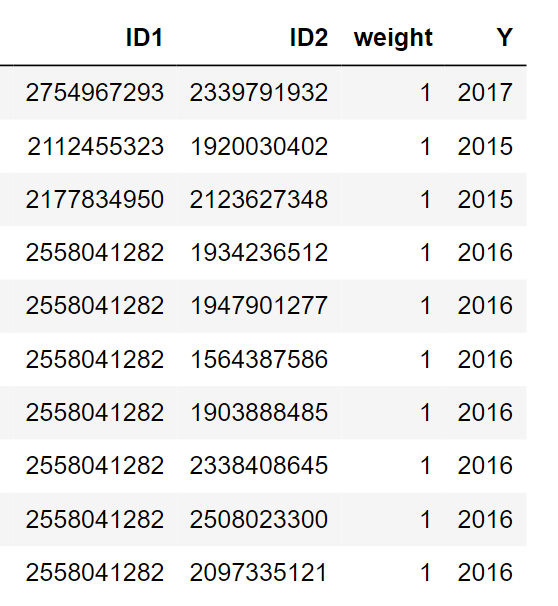 ID1 ID2 weight Y
2754967293 2339791932 1 2017
2112455323 1920030402 1 2015
2177834950 2123627348 1 2015
2558041282 1934236512 1 2016
2558041282 1947901277 1 2016
2558041282 1564387586 1 2016
2558041282 1903888485 1 2016
2558041282 2338408645 1 2016
2558041282 2508023300 1 2016
2558041282 2097335121 1 2016